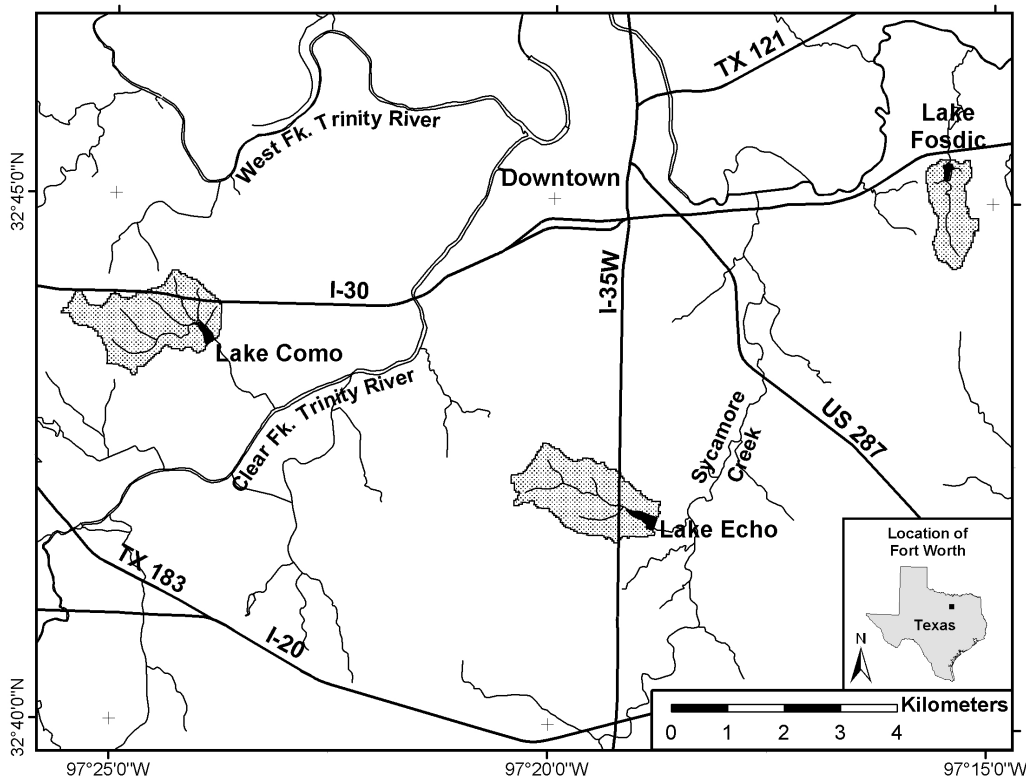 TX 121
Lake
Fosdic
West Fk. Trinity River
32°45'0"N
Downtown
I-30
I-35W
Lake Como
Clear Fk. Trinity River
Sycamore
Creek
US 287
Lake Echo
Location of
Fort Worth
Texas
N
TX 183
I-20
32°40'0"N
Kilometers
0 1 2 3 4
97°25'0"W
97°20'0"W
97°15'0"W